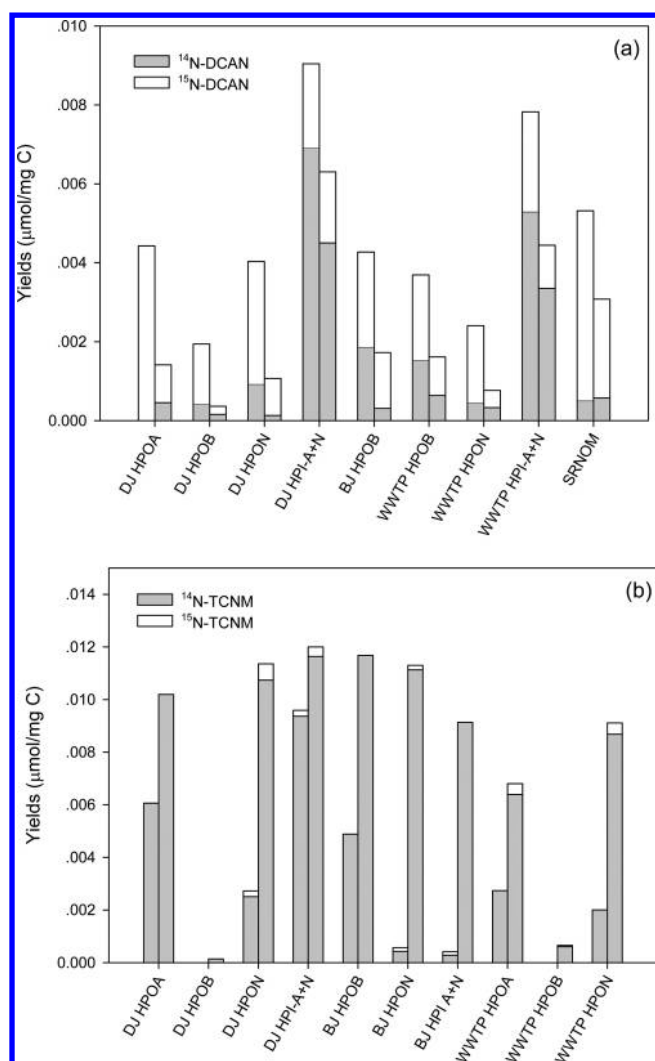 (a)
¹⁴N-DCAN
¹⁵N-DCAN
Yields (μmol/mg C)
.010
.008
.006
.004
.002
0.000
DJ HPOA
DJ HPOB
DJ HPON
DJ HPI-A+N
BJ HPOB
WWTP HPOB
WWTP HPON
WWTP HPI-A+N
SRNOM
(b)
¹⁴N-TCNM
¹⁵N-TCNM
Yields (μmol/mg C)
.014
.012
.010
.008
.006
.004
.002
0.000
DJ HPOA
DJ HPOB
DJ HPON
DJ HPI-A+N
BJ HPOB
BJ HPON
BJ HPI A+N
WWTP HPOA
WWTP HPOB
WWTP HPON